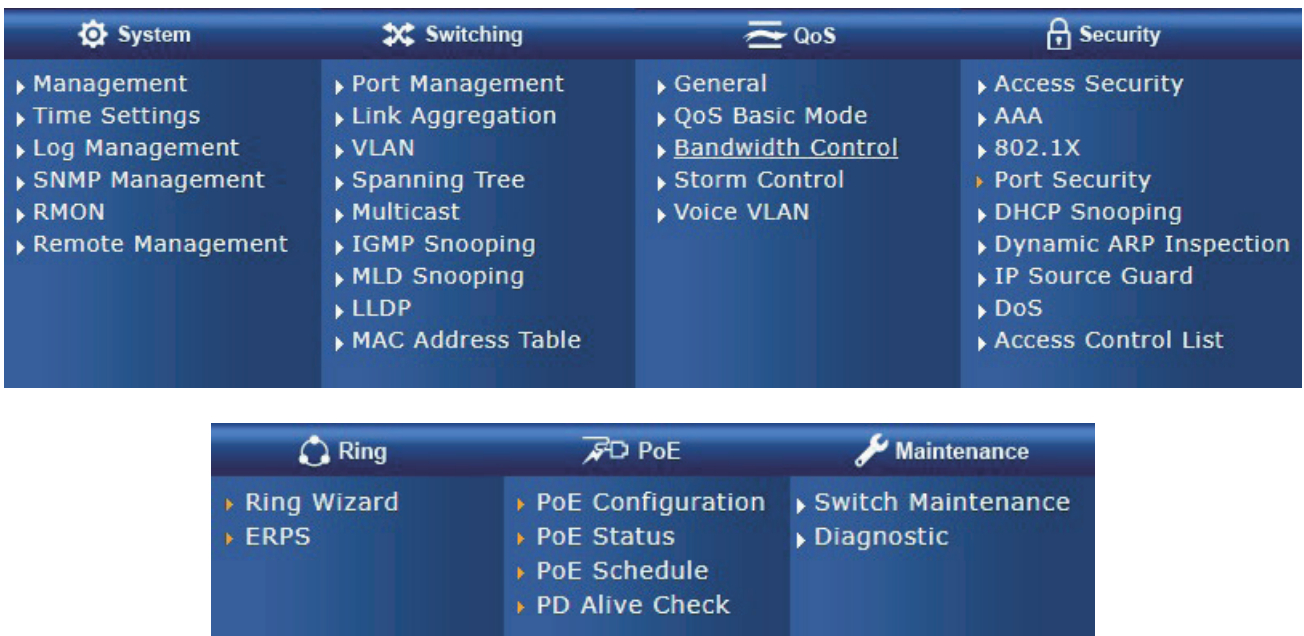 System
Management
Time Settings
Log Management
SNMP Management
RMON
Remote Management
Switching
Port Management
Link Aggregation
VLAN
Spanning Tree
Multicast
IGMP Snooping
MLD Snooping
LLDP
MAC Address Table
QoS
General
QoS Basic Mode
Bandwidth Control
Storm Control
Voice VLAN
Security
Access Security
AAA
802.1X
Port Security
DHCP Snooping
Dynamic ARP Inspection
IP Source Guard
DoS
Access Control List
Ring
Ring Wizard
ERPS
PoE
PoE Configuration
PoE Status
PoE Schedule
PD Alive Check
Maintenance
Switch Maintenance
Diagnostic